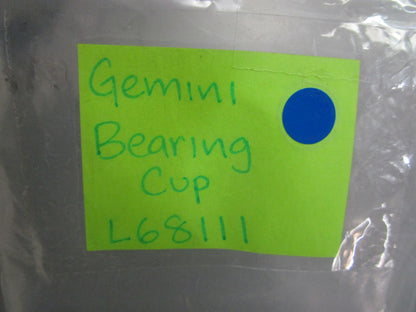 Gemini
Bearing
Cup
L68111